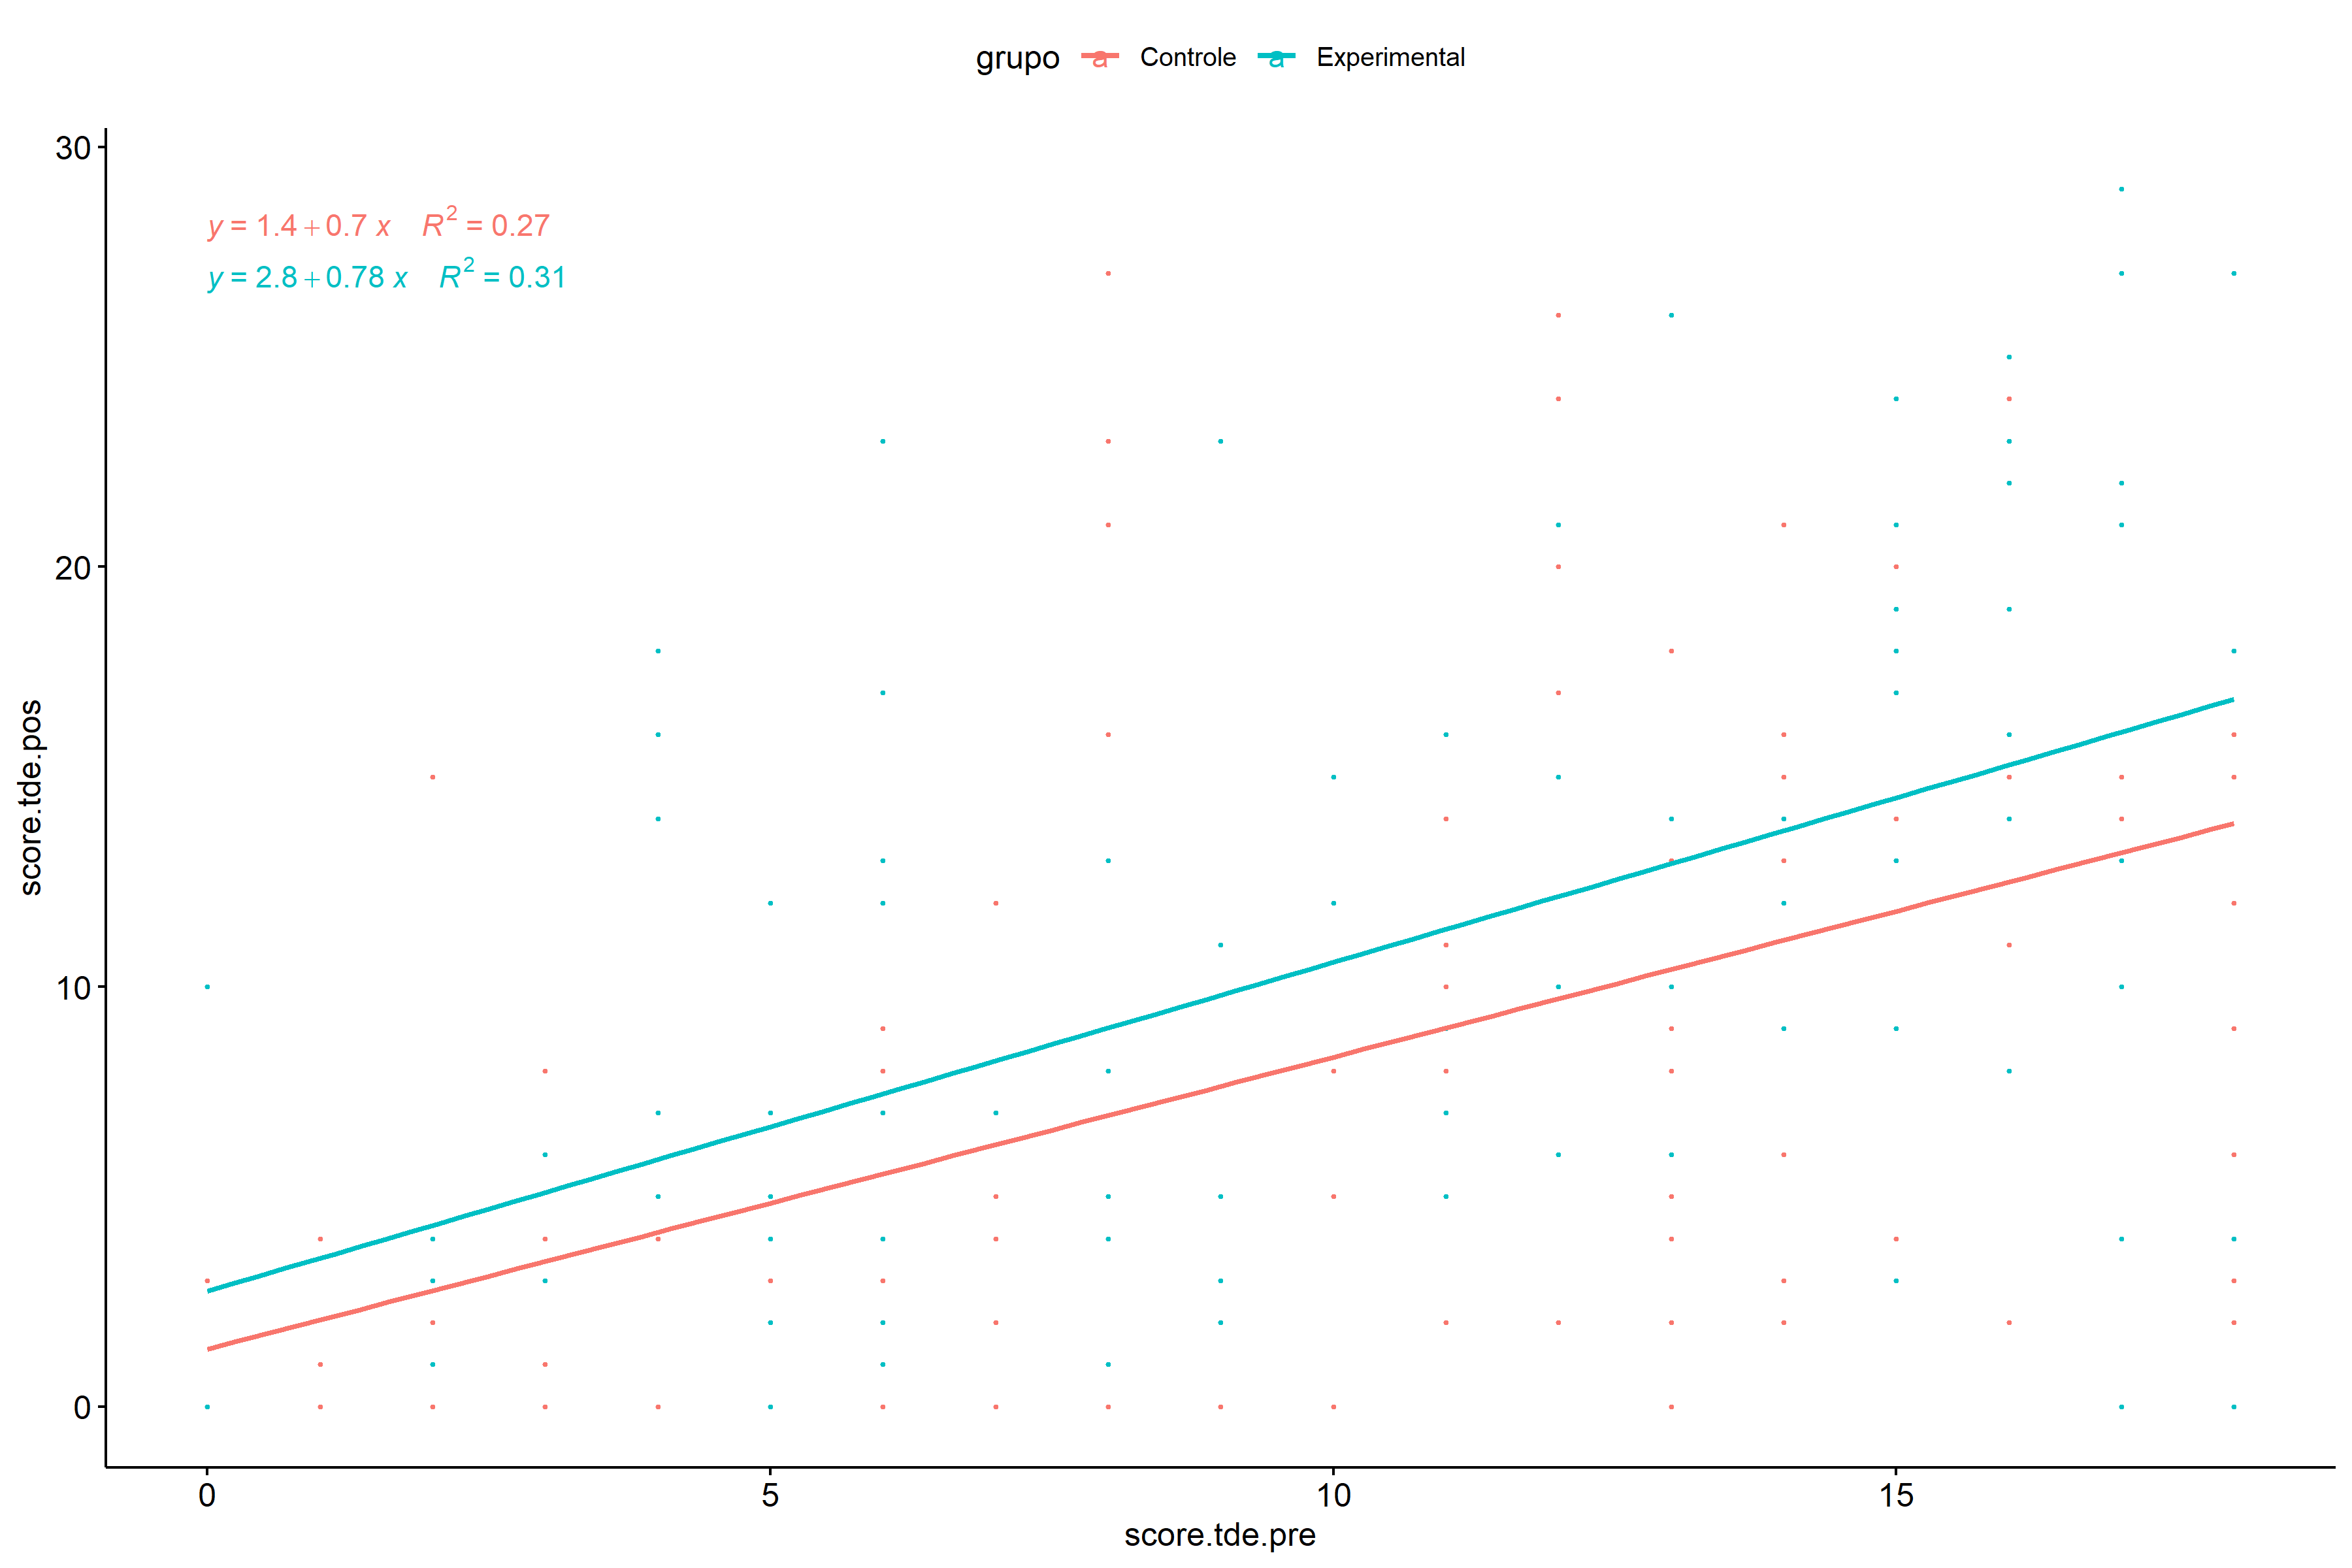 grupo a Controle a Experimental
30
y = 1.4 + 0.7 x R² = 0.27
y = 2.8 + 0.78 x R² = 0.31
20
score.tde.pos
10
0
0 5 10 15
score.tde.pre